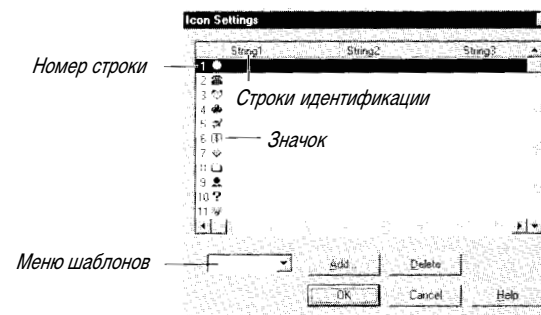 Icon Settings
String1 String2 String3
Номер строки
1
2
3
Строки идентификации
4
5
6
Значок
7
8
9
10
11
Меню шаблонов
Add... Delete
OK Cancel Help